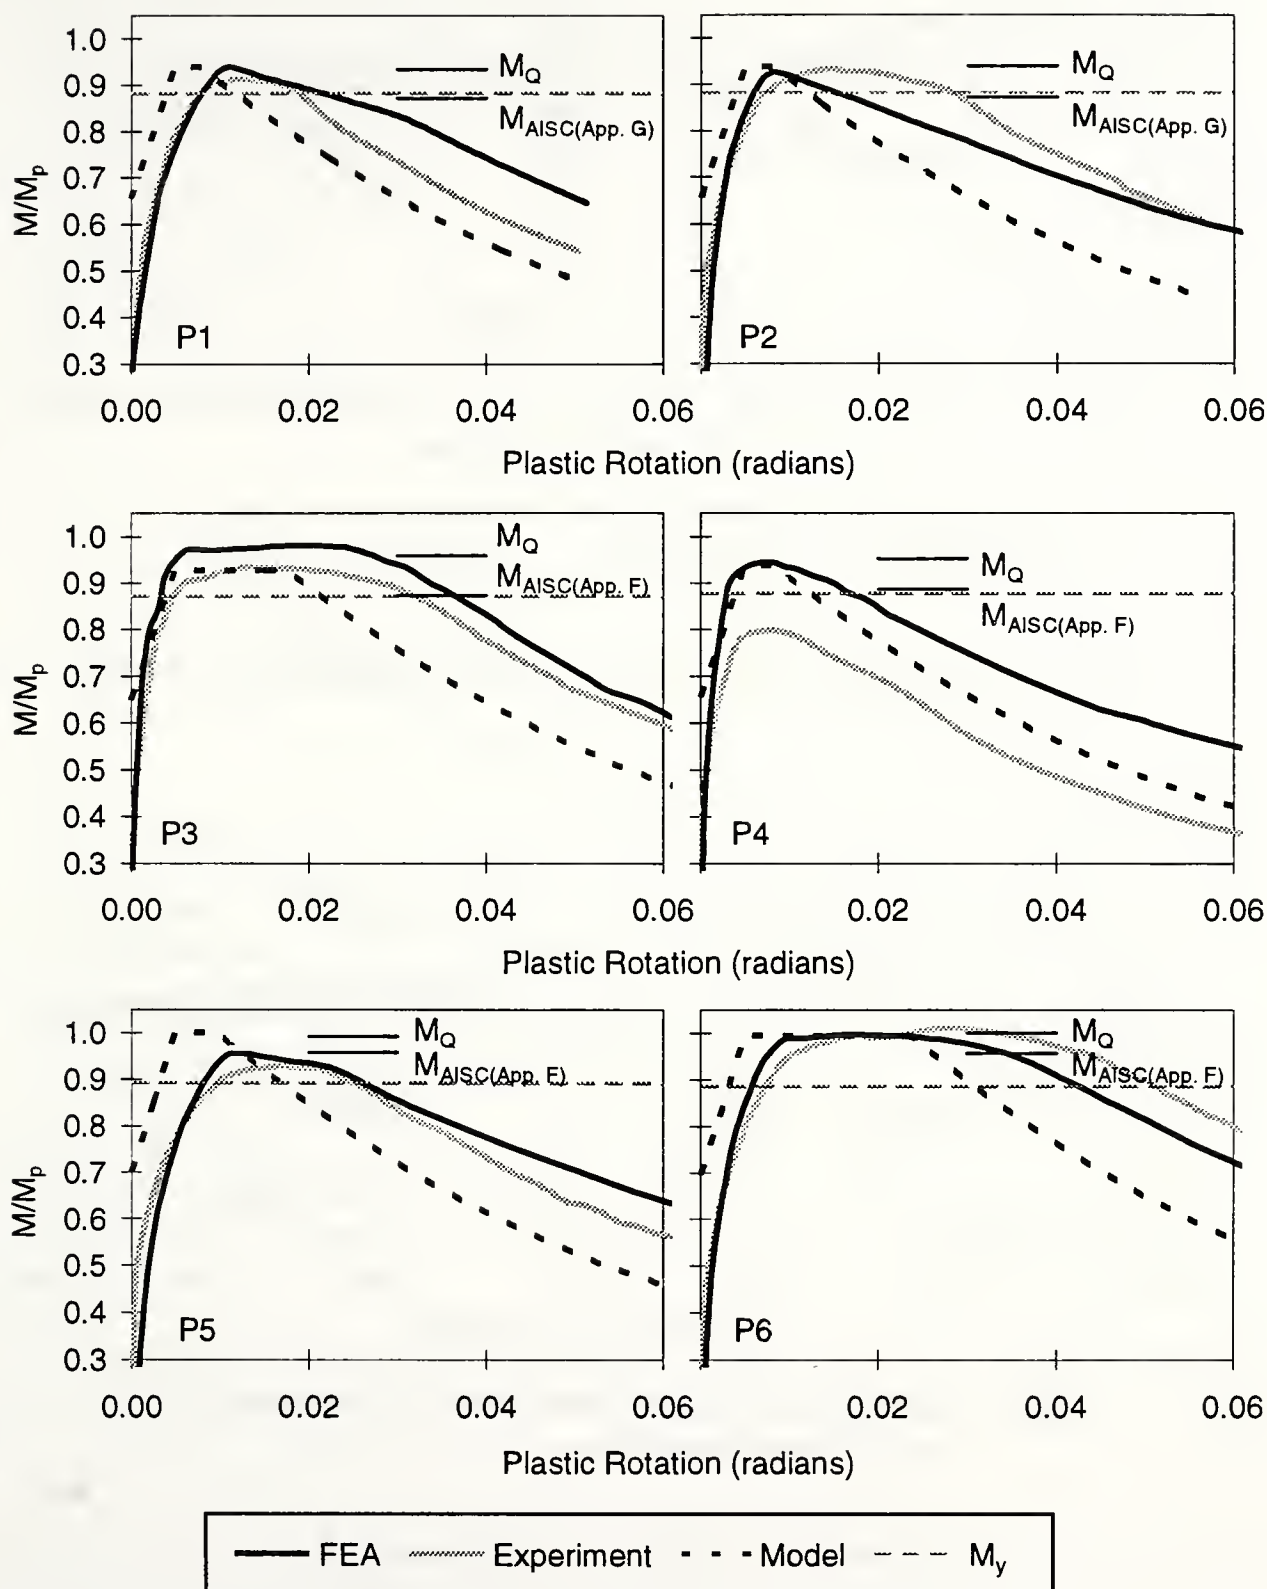 1.0
0.9
0.8
0.7
0.6
0.5
0.4
0.3
M/Mp
MQ
MAISC(App. G)
P1
MQ
MAISC(App. G)
P2
0.00 0.02 0.04 0.06
0.02 0.04 0.06
Plastic Rotation (radians)
1.0
0.9
0.8
0.7
0.6
0.5
0.4
0.3
M/Mp
MQ
MAISC(App. F)
P3
MQ
MAISC(App. F)
P4
0.00 0.02 0.04 0.06
0.02 0.04 0.06
Plastic Rotation (radians)
1.0
0.9
0.8
0.7
0.6
0.5
0.4
0.3
M/Mp
MQ
MAISC(App. F)
P5
MQ
MAISC(App. F)
P6
0.00 0.02 0.04 0.06
0.02 0.04 0.06
Plastic Rotation (radians)
FEA Experiment Model My